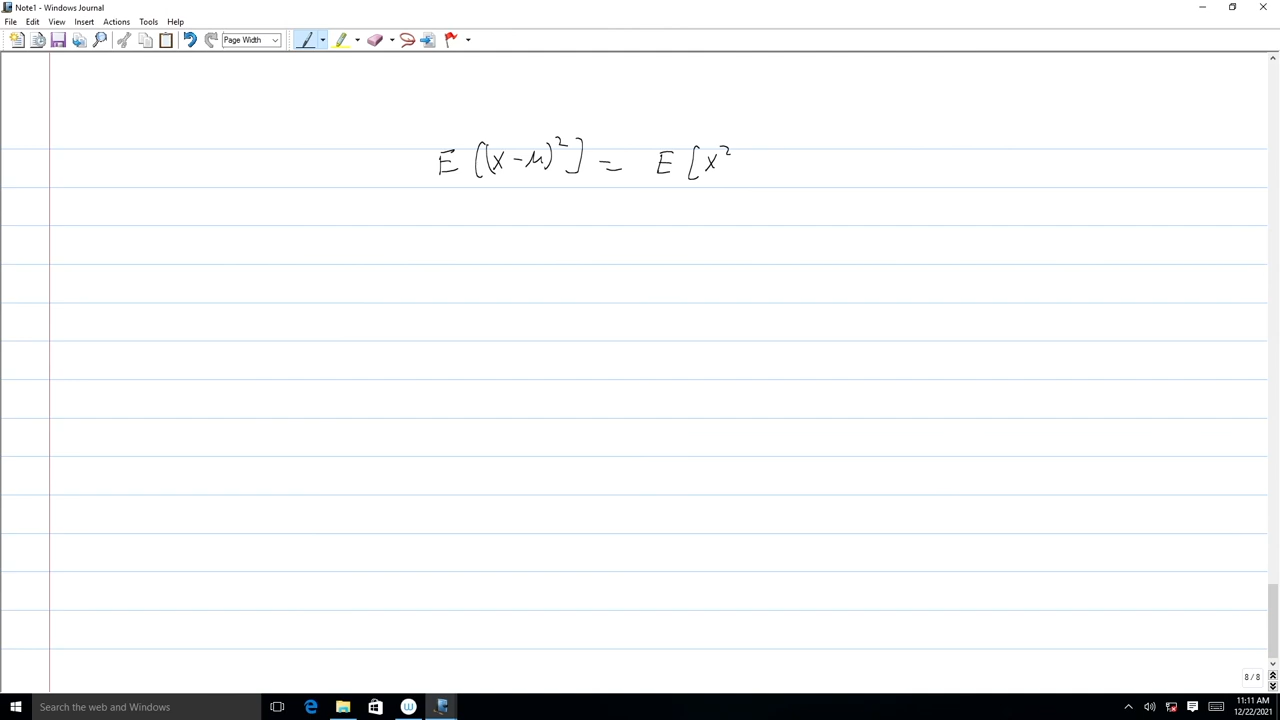 Note1 - Windows Journal
File Edit View Insert Actions Tools Help
Page Width
E [(x-μ)²] = E [x²
8 / 8
Search the web and Windows
11:11 AM
12/22/2021